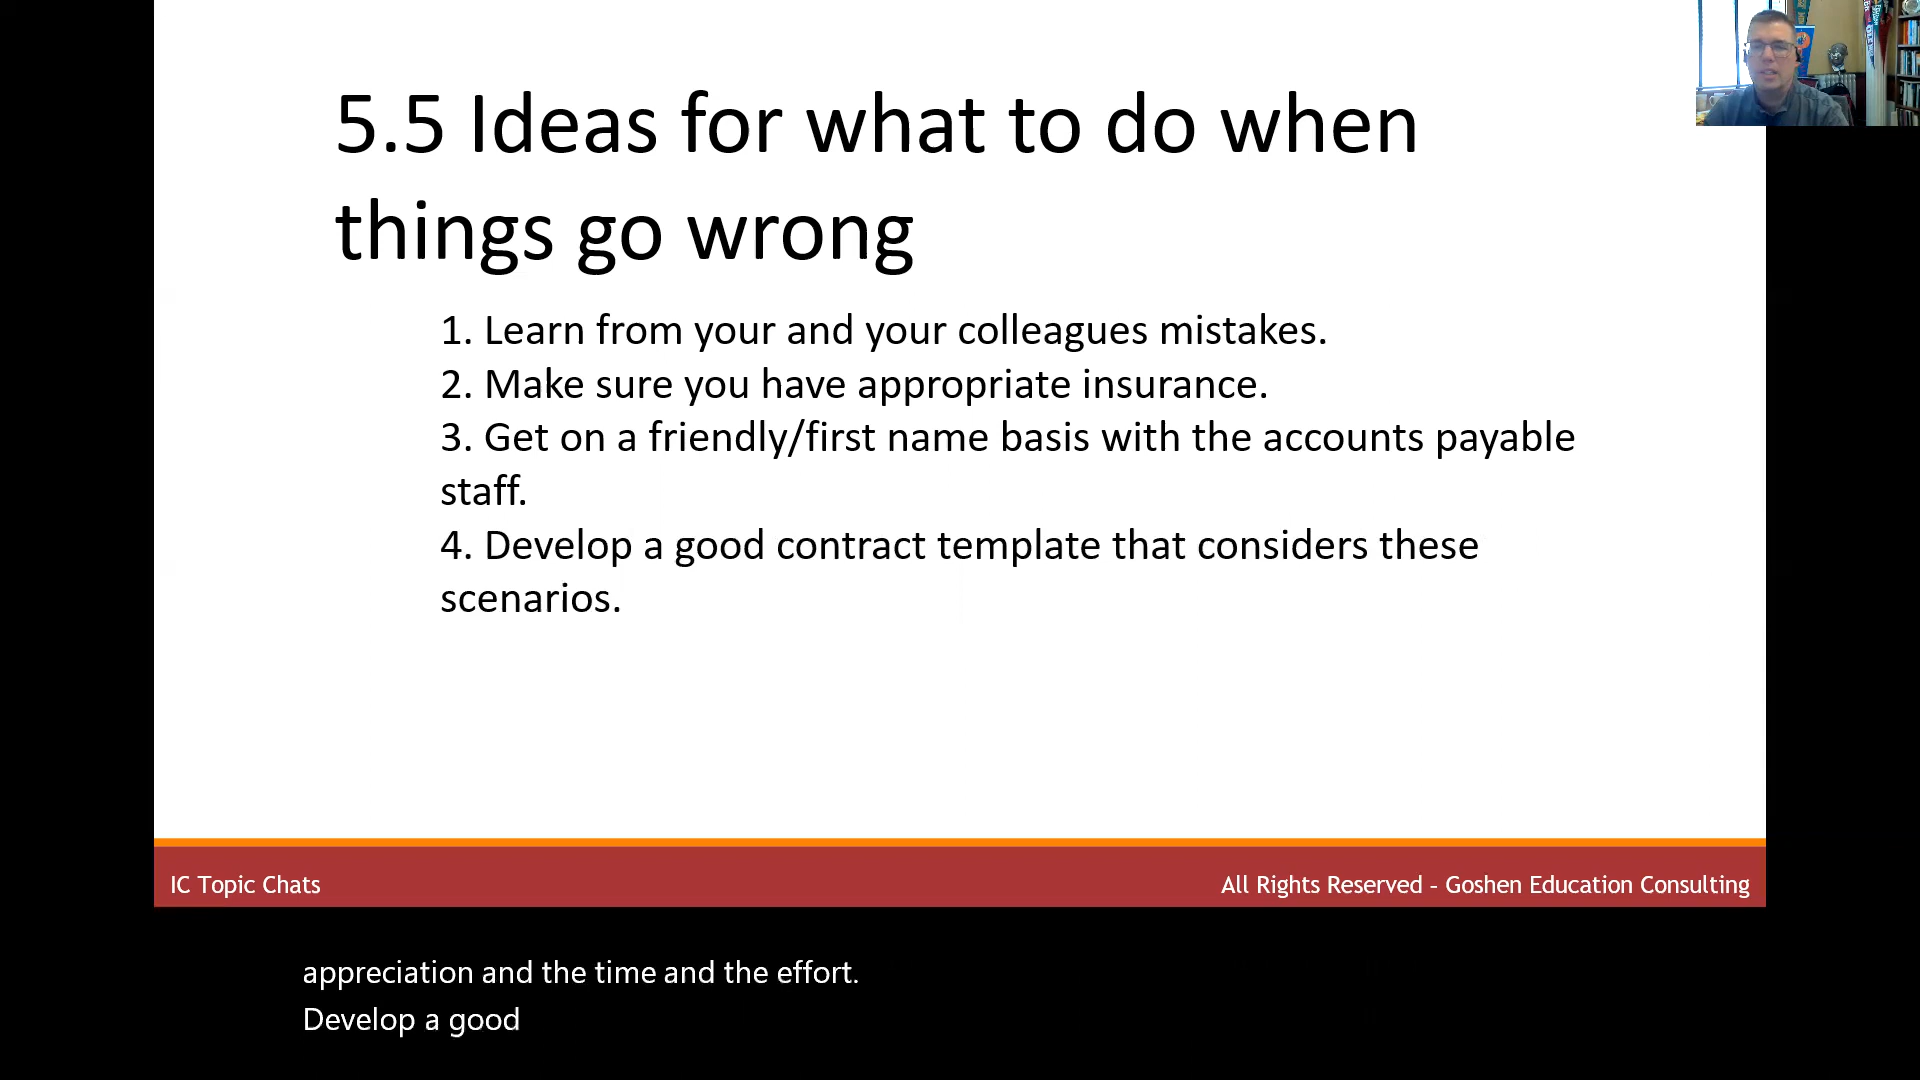 5.5 Ideas for what to do when
things go wrong
1. Learn from your and your colleagues mistakes.
2. Make sure you have appropriate insurance.
3. Get on a friendly/first name basis with the accounts payable
staff.
4. Develop a good contract template that considers these
scenarios.
IC Topic Chats
All Rights Reserved – Goshen Education Consulting
appreciation and the time and the effort.
Develop a good